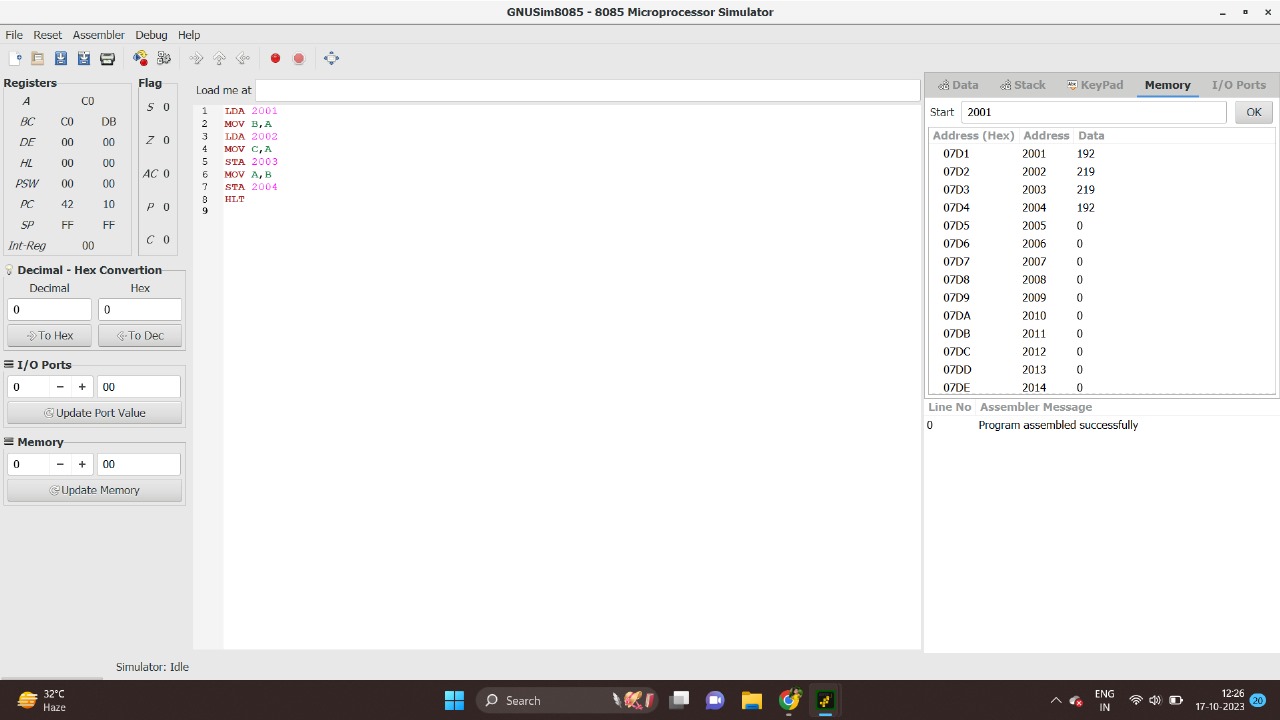 GNUSim8085 - 8085 Microprocessor Simulator
File Reset Assembler Debug Help
Registers
A C0
BC C0 DB
DE 00 00
HL 00 00
PSW 00 00
PC 42 10
SP FF FF
Int-Reg 00
Flag
S 0
Z 0
AC 0
P 0
C 0
Decimal - Hex Convertion
Decimal Hex
0 0
To Hex To Dec
I/O Ports
0 - + 00
Update Port Value
Memory
0 - + 00
Update Memory
Load me at
1 LDA 2001
2 MOV B,A
3 LDA 2002
4 MOV C,A
5 STA 2003
6 MOV A,B
7 STA 2004
8 HLT
9
Data Stack KeyPad Memory I/O Ports
Start 2001 OK
Address (Hex) Address Data
07D1 2001 192
07D2 2002 219
07D3 2003 219
07D4 2004 192
07D5 2005 0
07D6 2006 0
07D7 2007 0
07D8 2008 0
07D9 2009 0
07DA 2010 0
07DB 2011 0
07DC 2012 0
07DD 2013 0
07DE 2014 0
Line No Assembler Message
0 Program assembled successfully
Simulator: Idle
32°C
Haze
Search
ENG
IN
12:26
17-10-2023
20